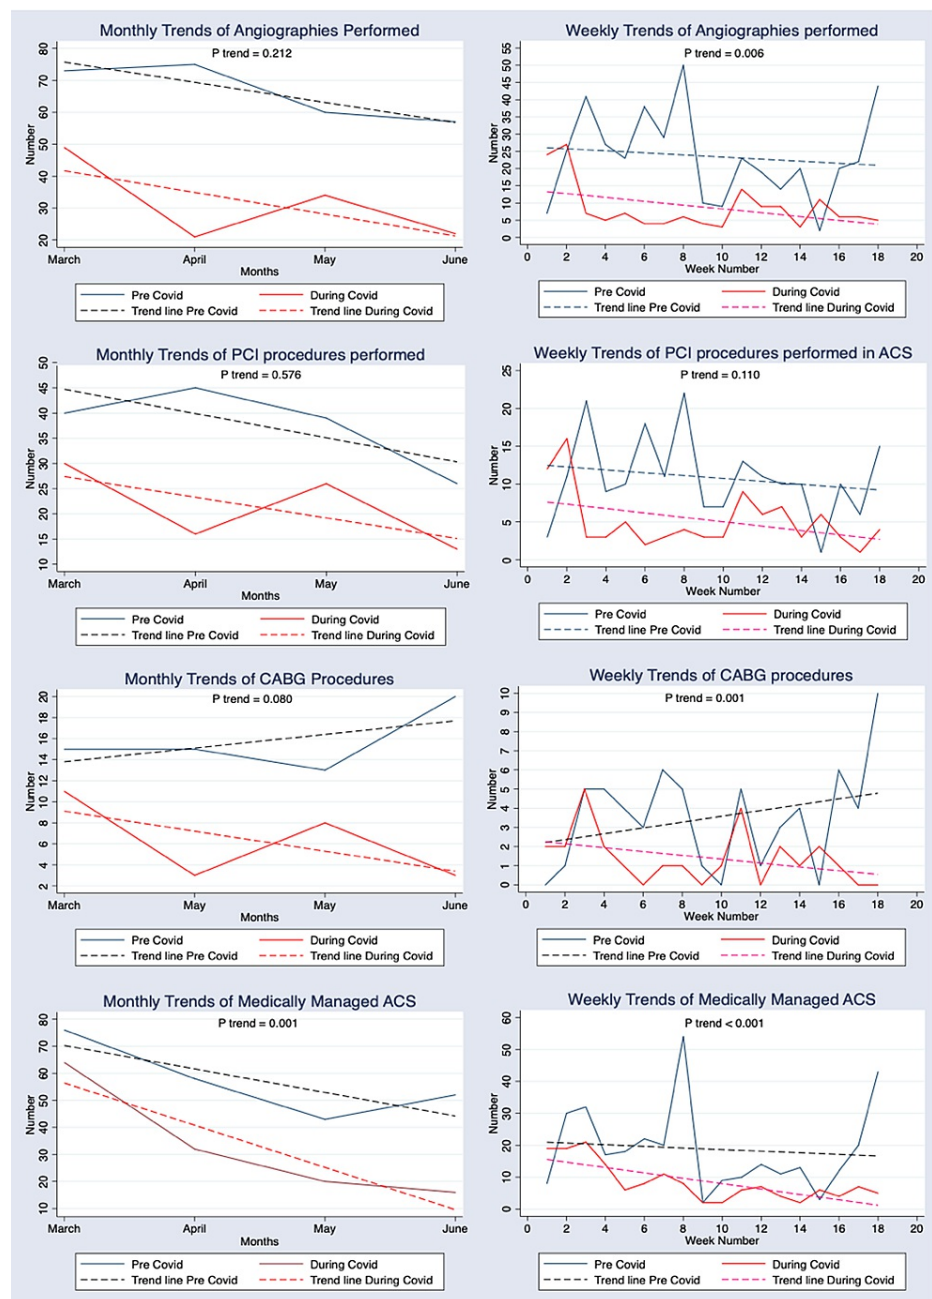 Monthly Trends of Angiographies Performed
P trend = 0.212
Number
80
70
60
50
40
30
20
March April May June
Months
Pre Covid During Covid
Trend line Pre Covid Trend line During Covid
Weekly Trends of Angiographies performed
P trend = 0.006
Number
55
50
45
40
35
30
25
20
15
10
5
0
0 2 4 6 8 10 12 14 16 18 20
Week Number
Pre Covid During Covid
Trend line Pre Covid Trend line During Covid
Monthly Trends of PCI procedures performed
P trend = 0.576
Number
50
45
40
35
30
25
20
15
10
March April May June
Months
Pre Covid During Covid
Trend line Pre Covid Trend line During Covid
Weekly Trends of PCI procedures performed in ACS
P trend = 0.110
Number
25
20
15
10
5
0
0 2 4 6 8 10 12 14 16 18 20
Week Number
Pre Covid During Covid
Trend line Pre Covid Trend line During Covid
Monthly Trends of CABG Procedures
P trend = 0.080
Number
20
18
16
14
12
10
8
6
4
2
March May May June
Months
Pre Covid During Covid
Trend line Pre Covid Trend line During Covid
Weekly Trends of CABG procedures
P trend = 0.001
Number
10
9
8
7
6
5
4
3
2
1
0
0 2 4 6 8 10 12 14 16 18 20
Week Number
Pre Covid During Covid
Trend line Pre Covid Trend line During Covid
Monthly Trends of Medically Managed ACS
P trend = 0.001
Number
80
70
60
50
40
30
20
10
March April May June
Months
Pre Covid During Covid
Trend line Pre Covid Trend line During Covid
Weekly Trends of Medically Managed ACS
P trend < 0.001
Number
60
50
40
30
20
10
0
0 2 4 6 8 10 12 14 16 18 20
Week Number
Pre Covid During Covid
Trend line Pre Covid Trend line During Covid